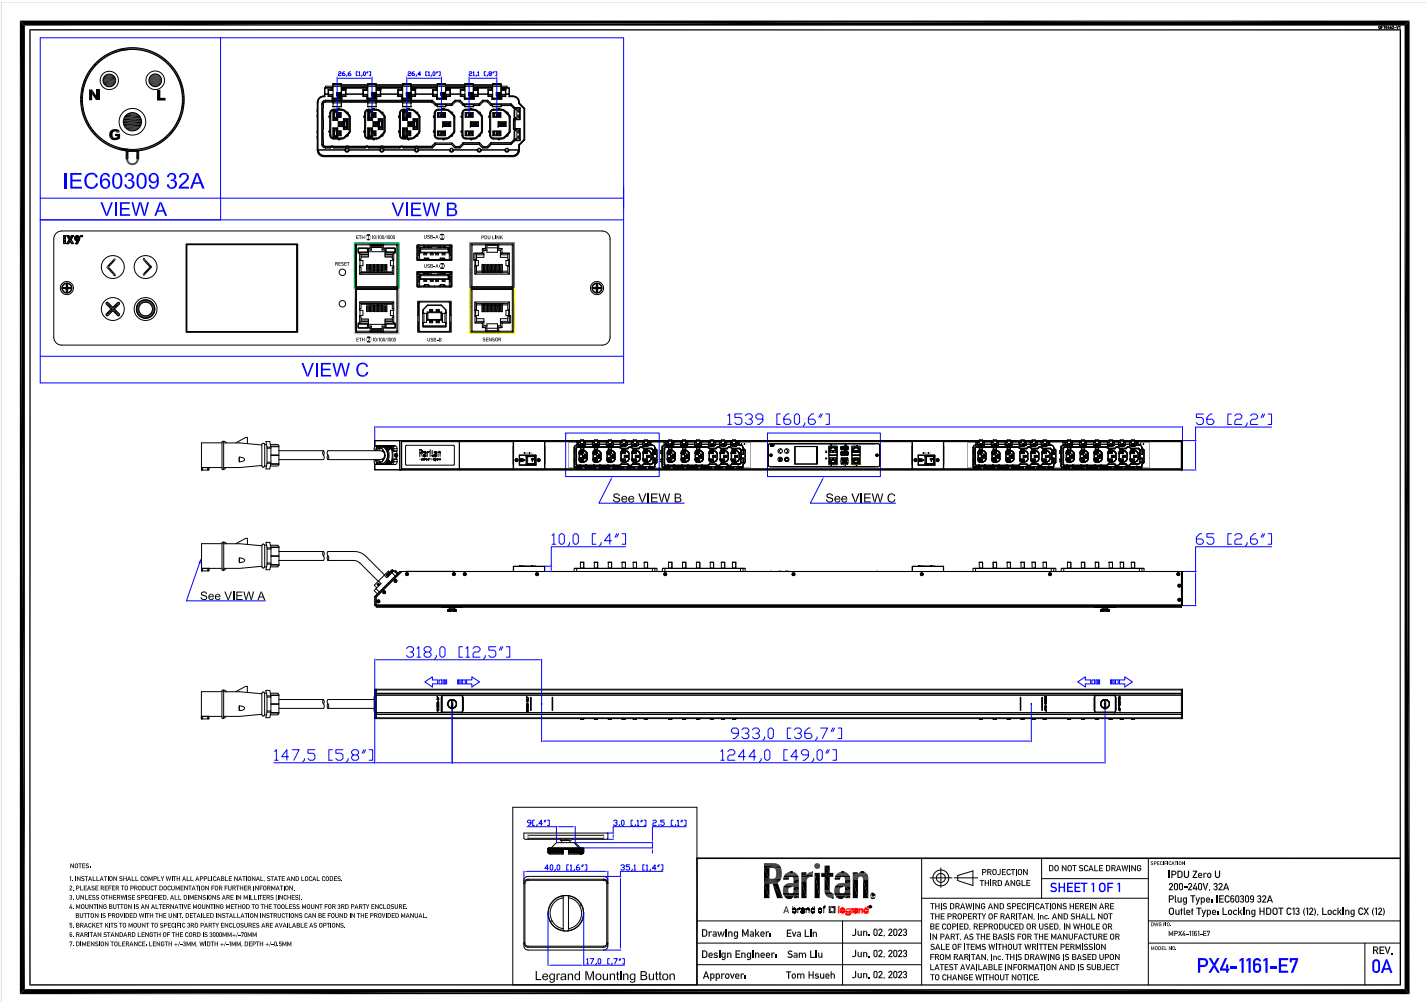 N
L
G
IEC60309 32A
VIEW A
26,6 [1,0"]
26,4 [1,0"]
21,1 [,8"]
VIEW B
iX9™
RESET
ETH 10/100/1000
USB-A
PDU LINK
USB-A
ETH 10/100/1000
USB-B
SENSOR
VIEW C
1539 [60,6"]
56 [2,2"]
Raritan
See VIEW B
See VIEW C
10,0 [,4"]
65 [2,6"]
See VIEW A
318,0 [12,5"]
933,0 [36,7"]
147,5 [5,8"]
1244,0 [49,0"]
9[,4"]
3,0 [,1"]
2,5 [,1"]
40,0 [1,6"]
35,1 [1,4"]
17,0 [,7"]
Legrand Mounting Button
NOTES:
1. INSTALLATION SHALL COMPLY WITH ALL APPLICABLE NATIONAL, STATE AND LOCAL CODES.
2. PLEASE REFER TO PRODUCT DOCUMENTATION FOR FURTHER INFORMATION.
3. UNLESS OTHERWISE SPECIFIED, ALL DIMENSIONS ARE IN MILLITERS [INCHES].
4. MOUNTING BUTTON IS AN ALTERNATIVE MOUNTING METHOD TO THE TOOLESS MOUNT FOR 3RD PARTY ENCLOSURE.
BUTTON IS PROVIDED WITH THE UNIT. DETAILED INSTALLATION INSTRUCTIONS CAN BE FOUND IN THE PROVIDED MANUAL.
5. BRACKET KITS TO MOUNT TO SPECIFIC 3RD PARTY ENCLOSURES ARE AVAILABLE AS OPTIONS.
6. RARITAN STANDARD LENGTH OF THE CORD IS 3000MM+/-70MM
7. DIMENSION TOLERANCE: LENGTH +/-3MM, WIDTH +/-1MM, DEPTH +/-0.5MM
Raritan.
A brand of legrand
Drawing Maker: Eva Lin Jun. 02, 2023
Design Engineer: Sam Liu Jun. 02, 2023
Approver: Tom Hsueh Jun. 02, 2023
PROJECTION
THIRD ANGLE
DO NOT SCALE DRAWING
SHEET 1 OF 1
THIS DRAWING AND SPECIFICATIONS HEREIN ARE
THE PROPERTY OF RARITAN, Inc. AND SHALL NOT
BE COPIED, REPRODUCED OR USED, IN WHOLE OR
IN PART, AS THE BASIS FOR THE MANUFACTURE OR
SALE OF ITEMS WITHOUT WRITTEN PERMISSION
FROM RARITAN, Inc. THIS DRAWING IS BASED UPON
LATEST AVAILABLE INFORMATION AND IS SUBJECT
TO CHANGE WITHOUT NOTICE.
SPECIFICATION
IPDU Zero U
200-240V, 32A
Plug Type: IEC60309 32A
Outlet Type: Locking HDOT C13 (12), Locking CX (12)
DWG NO.
MPX4-1161-E7
MODEL NO.
PX4-1161-E7
REV.
0A